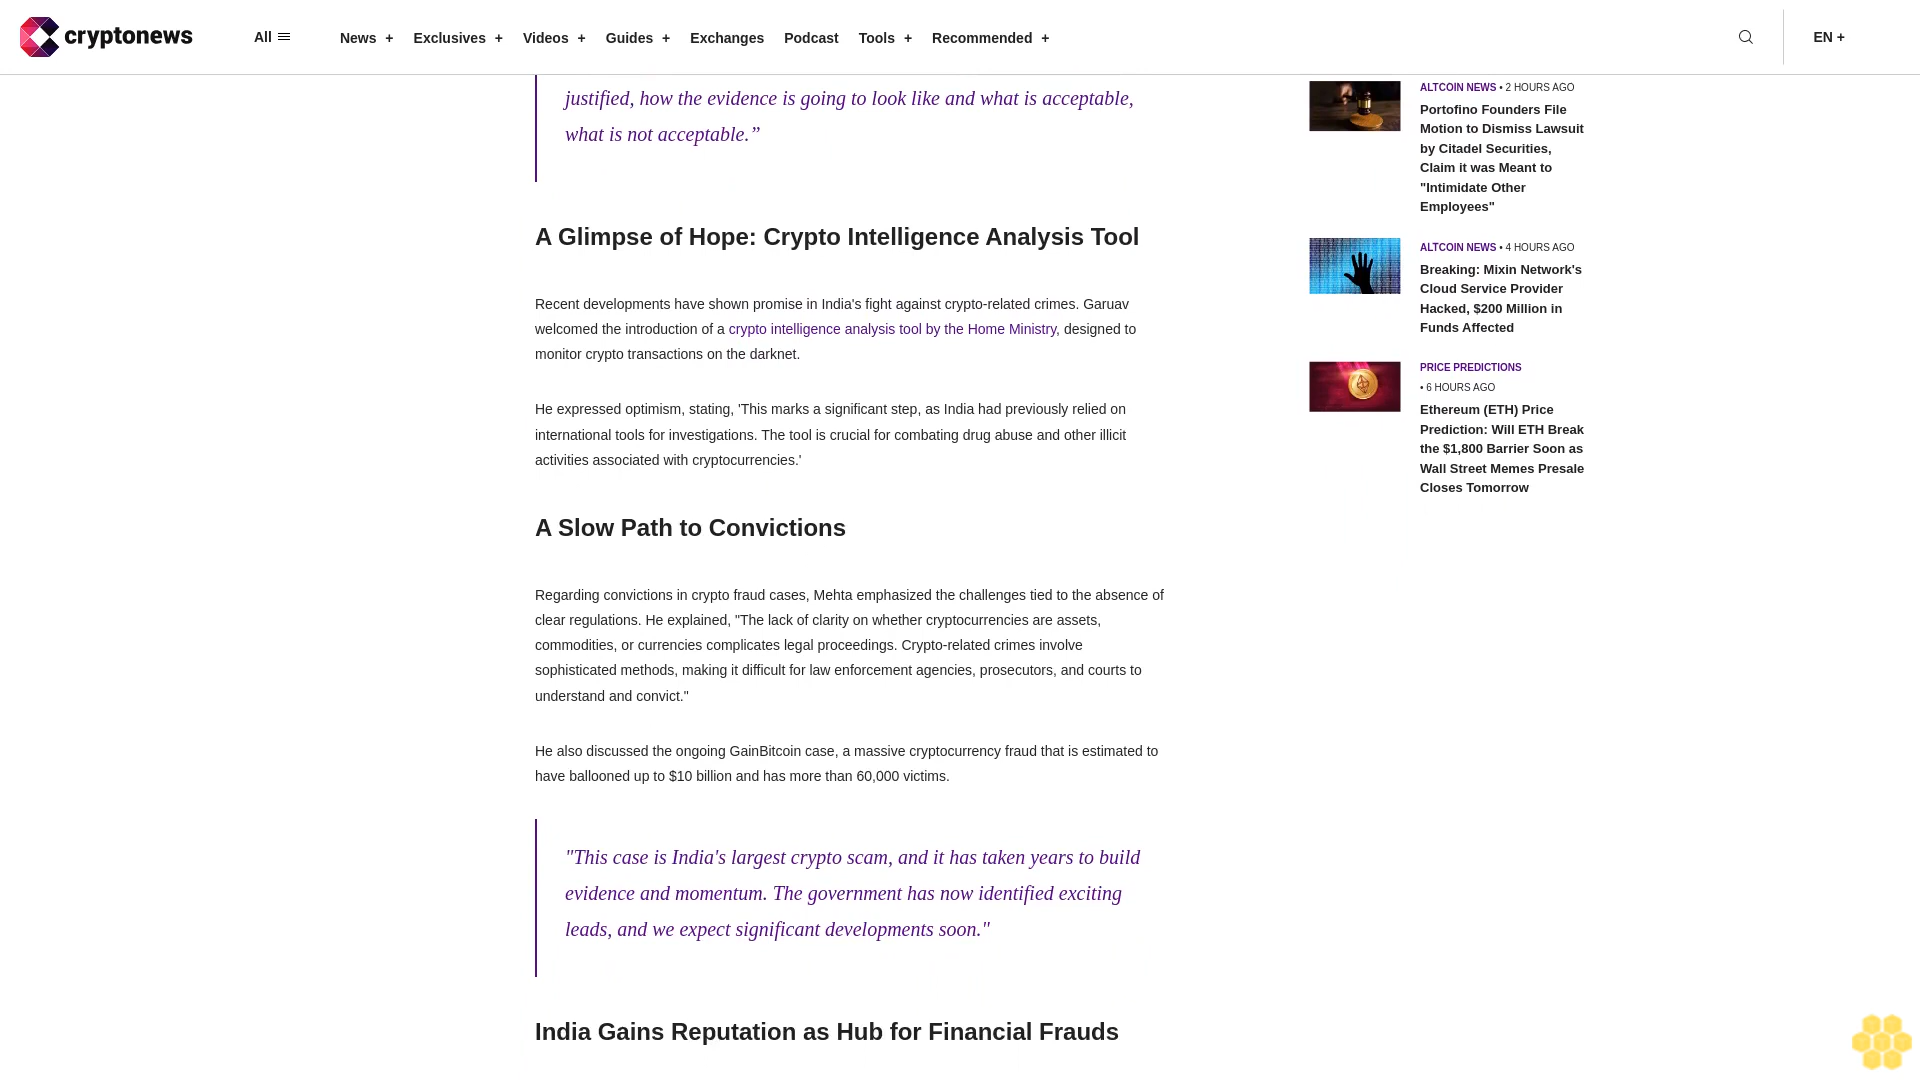 cryptonews
All
News +
Exclusives +
Videos +
Guides +
Exchanges
Podcast
Tools +
Recommended +
EN +
justified, how the evidence is going to look like and what is acceptable,
what is not acceptable.”
A Glimpse of Hope: Crypto Intelligence Analysis Tool
Recent developments have shown promise in India's fight against crypto-related crimes. Garuav
welcomed the introduction of a crypto intelligence analysis tool by the Home Ministry, designed to
monitor crypto transactions on the darknet.
He expressed optimism, stating, 'This marks a significant step, as India had previously relied on
international tools for investigations. The tool is crucial for combating drug abuse and other illicit
activities associated with cryptocurrencies.'
A Slow Path to Convictions
Regarding convictions in crypto fraud cases, Mehta emphasized the challenges tied to the absence of
clear regulations. He explained, "The lack of clarity on whether cryptocurrencies are assets,
commodities, or currencies complicates legal proceedings. Crypto-related crimes involve
sophisticated methods, making it difficult for law enforcement agencies, prosecutors, and courts to
understand and convict."
He also discussed the ongoing GainBitcoin case, a massive cryptocurrency fraud that is estimated to
have ballooned up to $10 billion and has more than 60,000 victims.
"This case is India's largest crypto scam, and it has taken years to build
evidence and momentum. The government has now identified exciting
leads, and we expect significant developments soon."
India Gains Reputation as Hub for Financial Frauds
ALTCOIN NEWS • 2 HOURS AGO
Portofino Founders File
Motion to Dismiss Lawsuit
by Citadel Securities,
Claim it was Meant to
"Intimidate Other
Employees"
ALTCOIN NEWS • 4 HOURS AGO
Breaking: Mixin Network's
Cloud Service Provider
Hacked, $200 Million in
Funds Affected
PRICE PREDICTIONS
• 6 HOURS AGO
Ethereum (ETH) Price
Prediction: Will ETH Break
the $1,800 Barrier Soon as
Wall Street Memes Presale
Closes Tomorrow